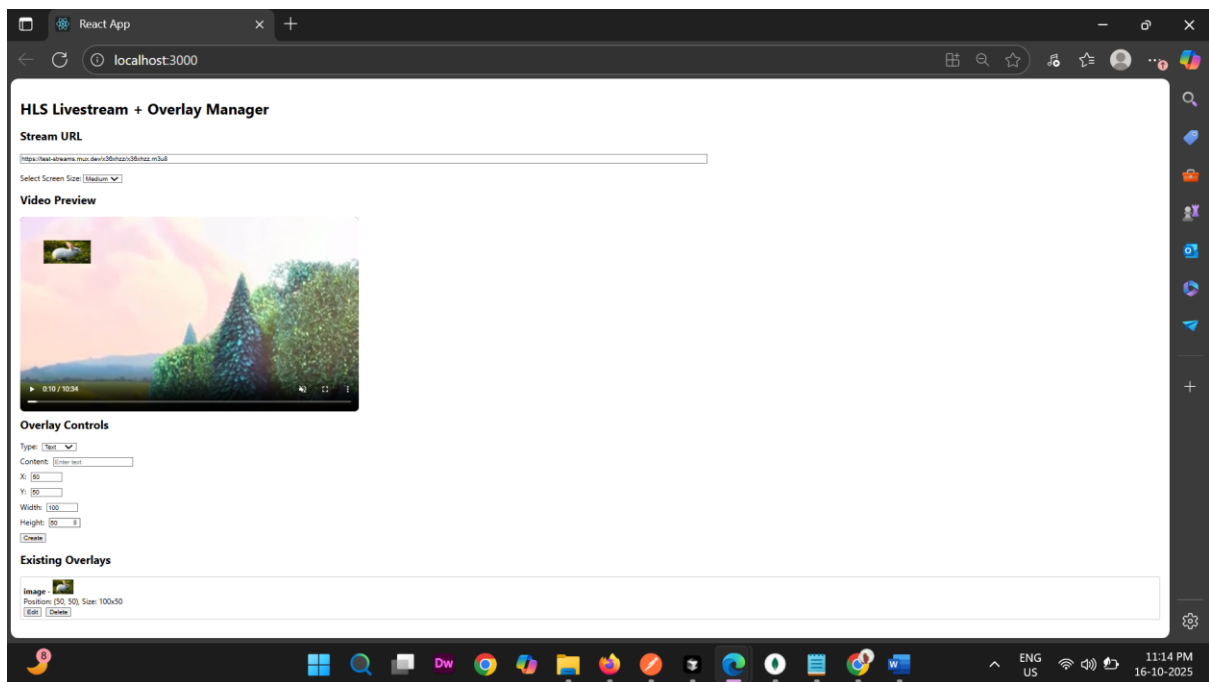 React App
localhost:3000
HLS Livestream + Overlay Manager
Stream URL
https://test-streams.mux.dev/x36xhzz/x36xhzz.m3u8
Select Screen Size: Medium
Video Preview
0:10 / 10:34
Overlay Controls
Type: Text
Content: Enter text
X: 50
Y: 50
Width: 100
Height: 50
Create
Existing Overlays
image -
Position: (50, 50), Size: 100x50
Edit Delete
8
Dw
W
ENG
US
11:14 PM
16-10-2025